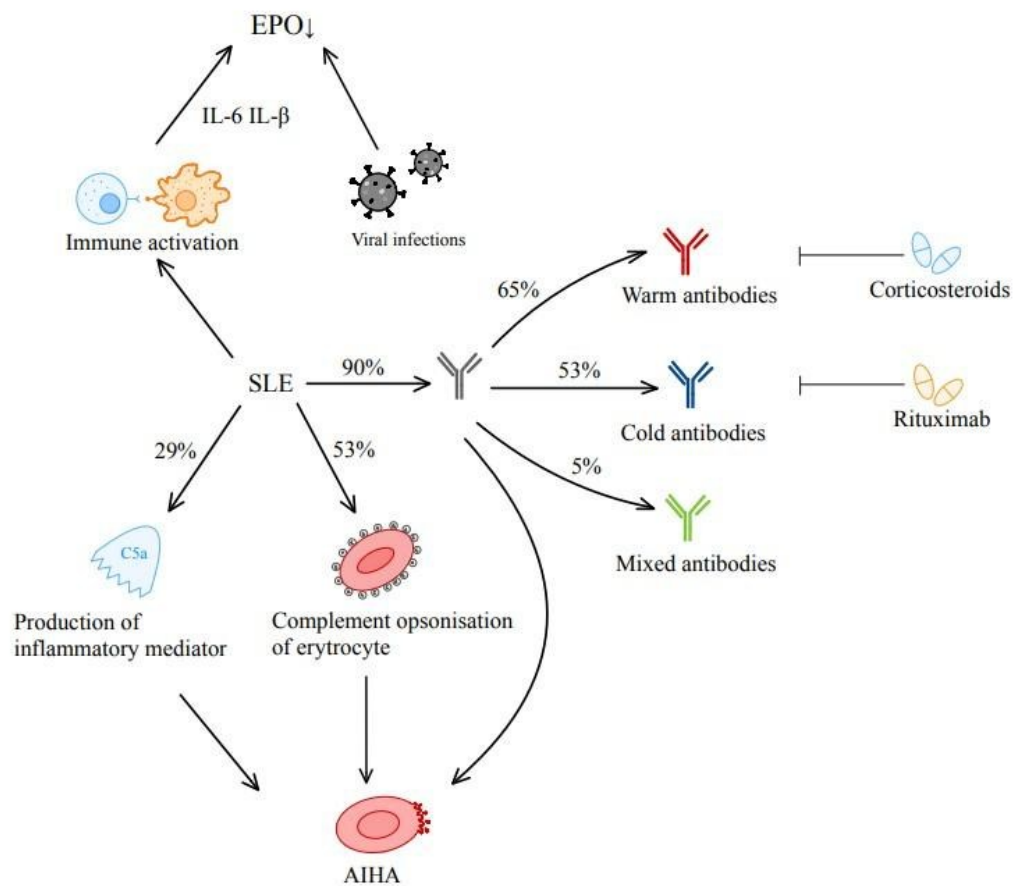 EPO↓
IL-6 IL-β
Immune activation
Viral infections
65%
Warm antibodies
Corticosteroids
SLE
90%
53%
Cold antibodies
Rituximab
29%
53%
5%
Mixed antibodies
C5a
Production of
inflammatory mediator
Complement opsonisation
of erytrocyte
AIHA